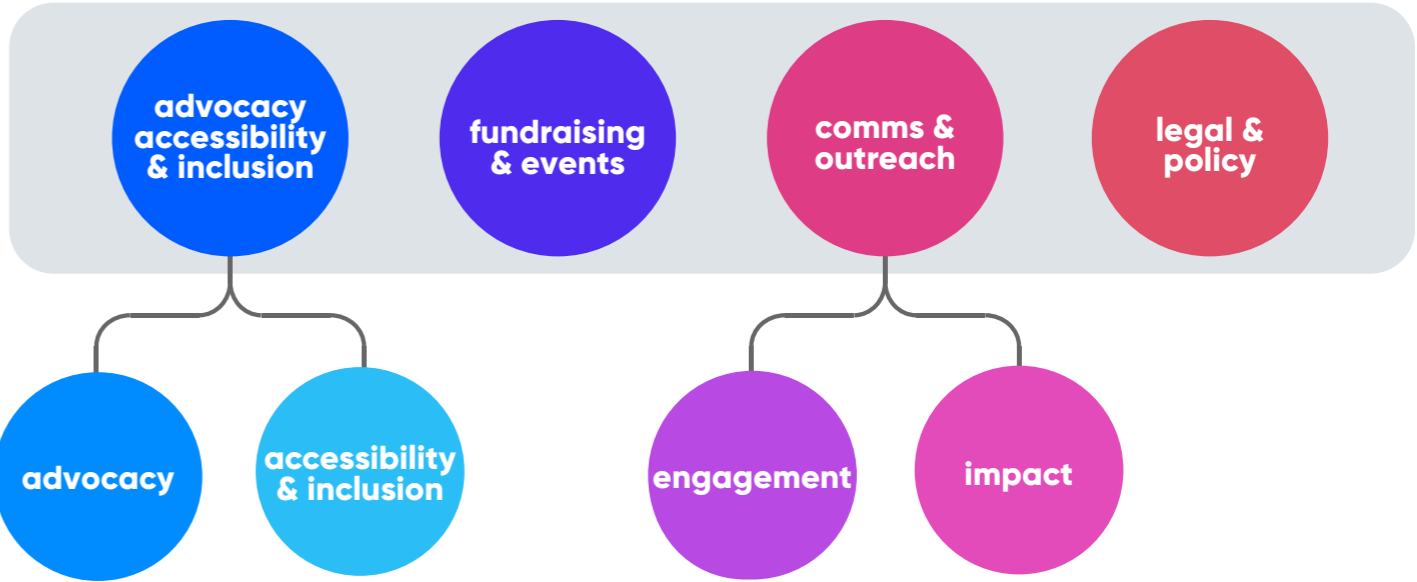 advocacy
accessibility
& inclusion
fundraising
& events
comms &
outreach
legal &
policy
advocacy
accessibility
& inclusion
engagement
impact